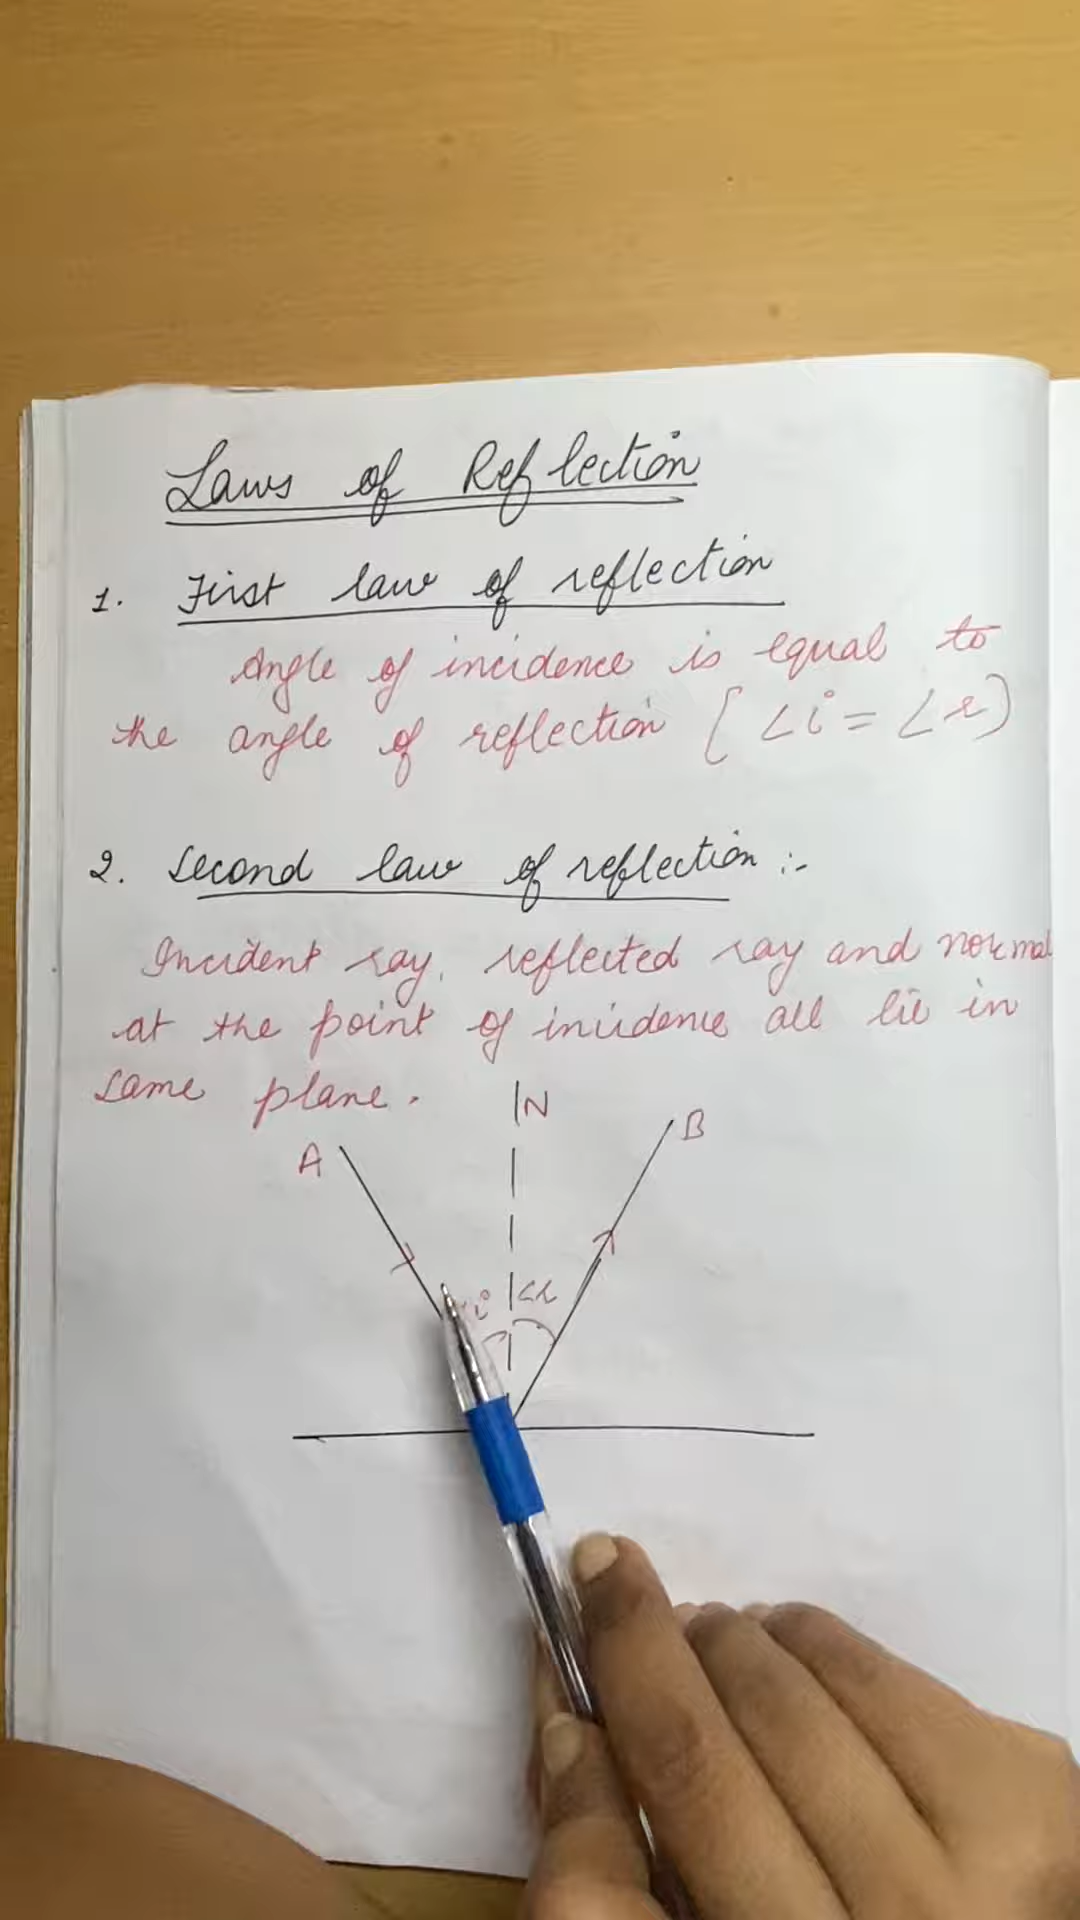 Laws of Reflection
1. First law of reflection
Angle of incidence is equal to
the angle of reflection [∠i = ∠r)
2. Second law of reflection :-
Incident ray, reflected ray and normal
at the point of incidence all lie in
same plane.
N
A
B
i
∠r